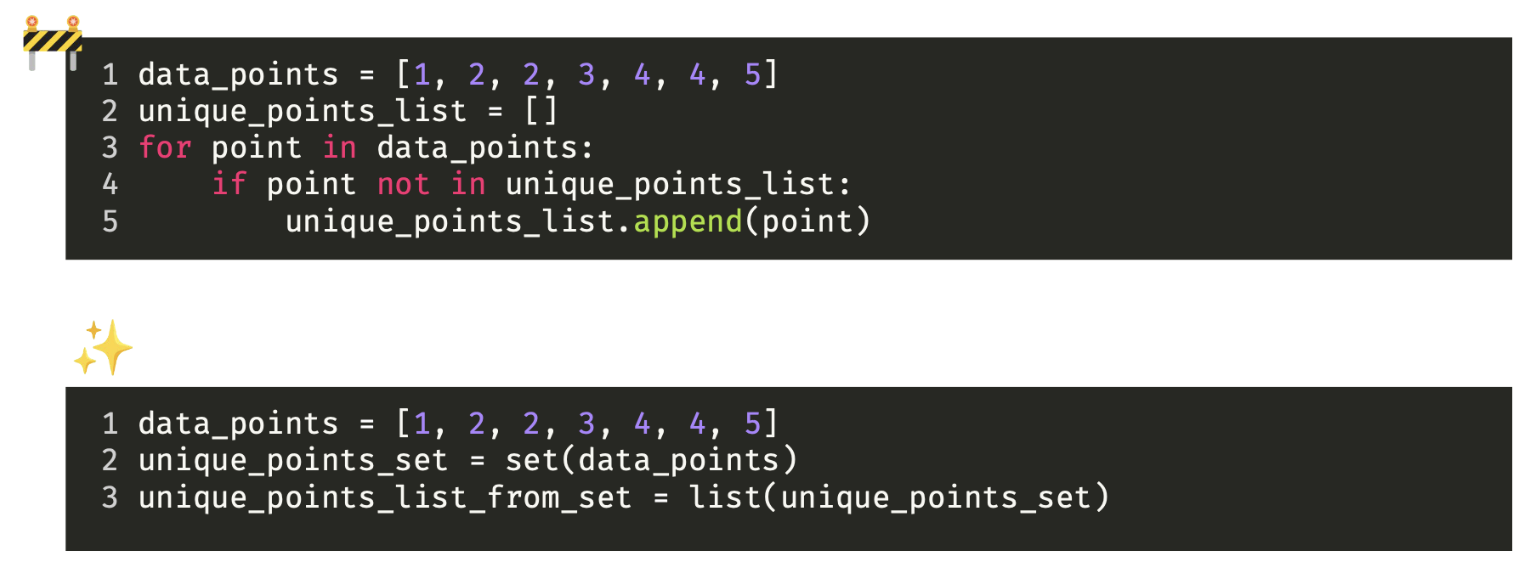 1 data_points = [1, 2, 2, 3, 4, 4, 5]
2 unique_points_list = []
3 for point in data_points:
4     if point not in unique_points_list:
5         unique_points_list.append(point)
1 data_points = [1, 2, 2, 3, 4, 4, 5]
2 unique_points_set = set(data_points)
3 unique_points_list_from_set = list(unique_points_set)